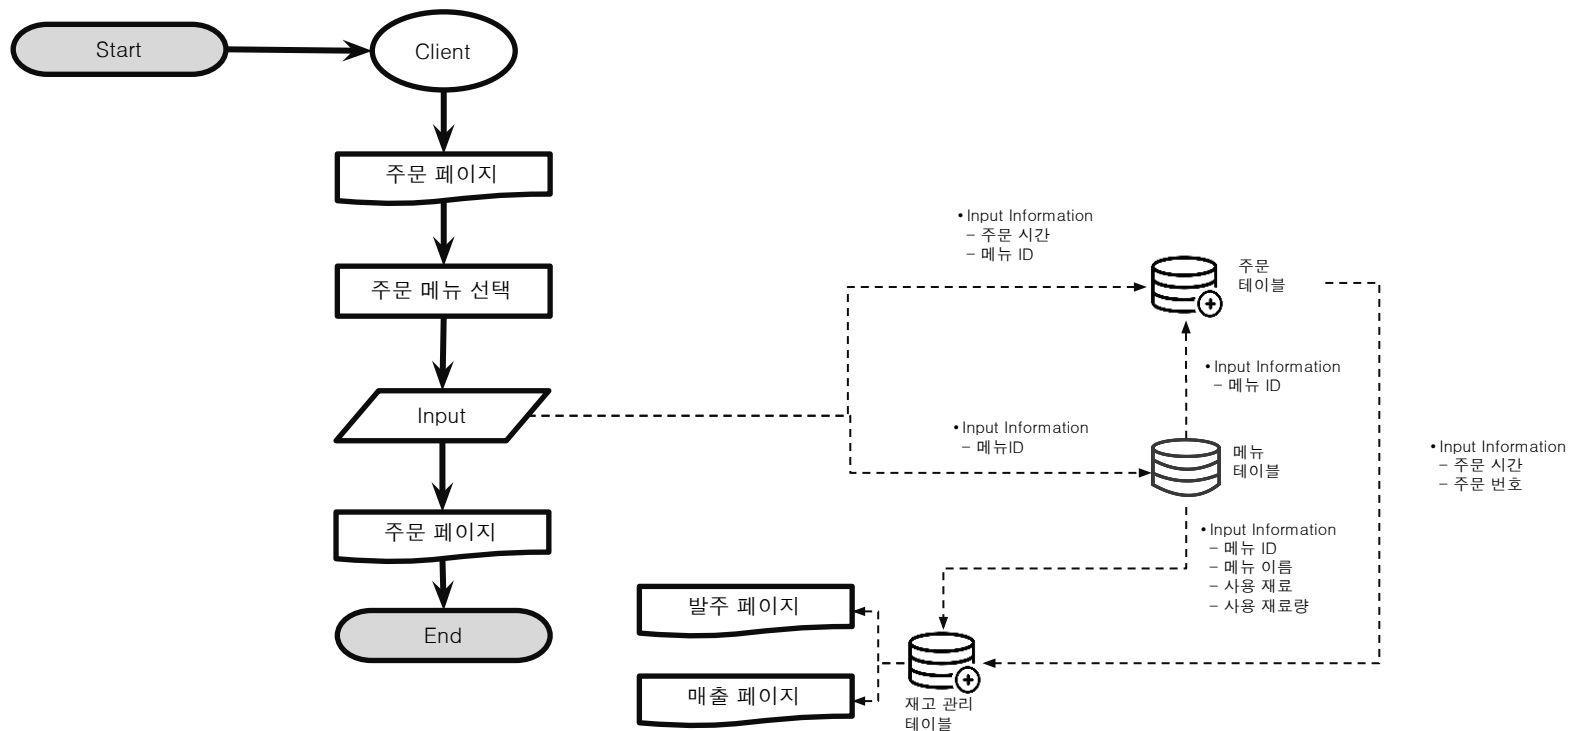 Start
Client
주문 페이지
주문 메뉴 선택
Input
주문 페이지
End
• Input Information
– 주문 시간
– 메뉴 ID
주문
테이블
• Input Information
– 메뉴 ID
• Input Information
– 메뉴ID
메뉴
테이블
• Input Information
– 주문 시간
– 주문 번호
• Input Information
– 메뉴 ID
– 메뉴 이름
– 사용 재료
– 사용 재료량
발주 페이지
매출 페이지
재고 관리
테이블